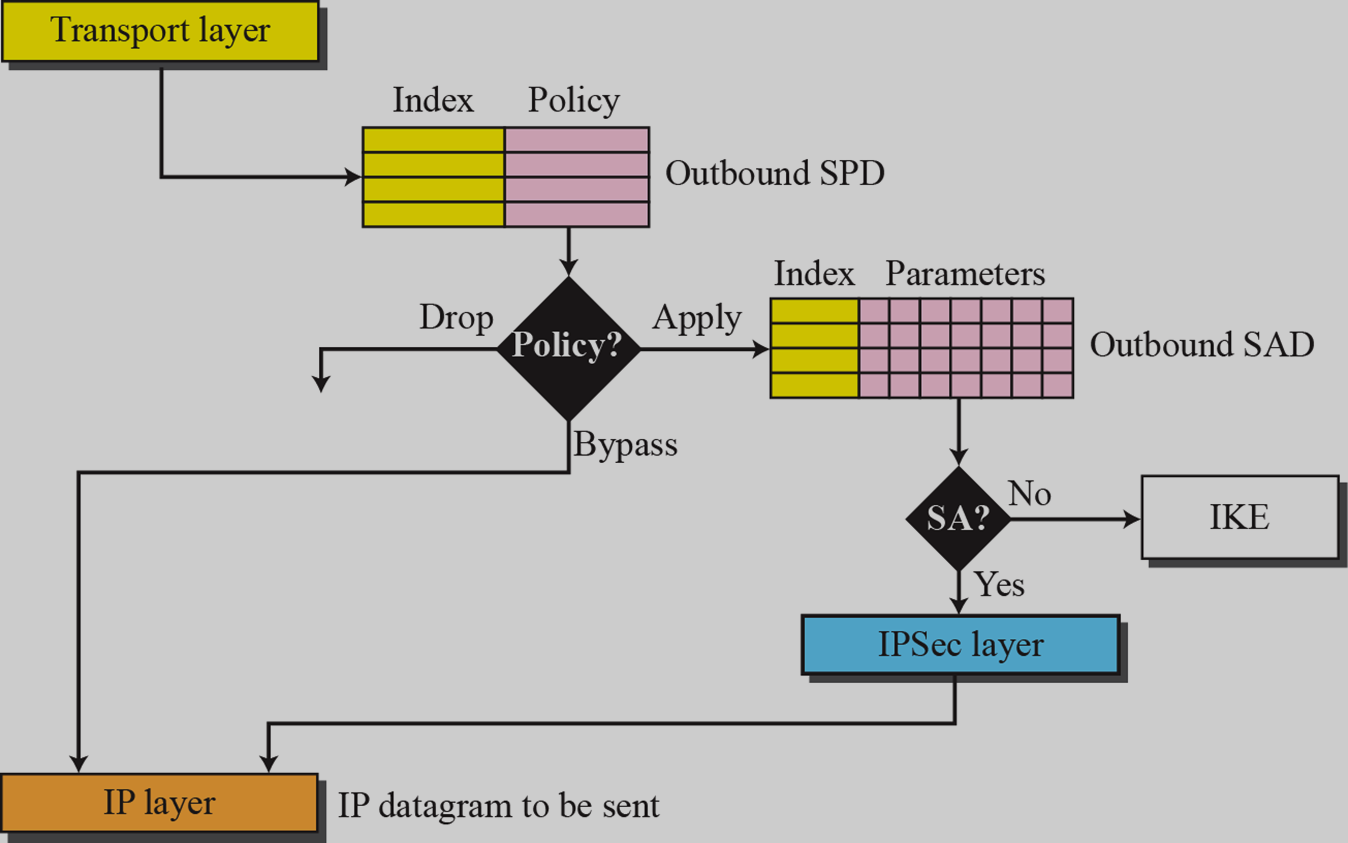 Transport layer
Index Policy
Outbound SPD
Index Parameters
Drop Policy? Apply
Outbound SAD
Bypass
SA? No
IKE
Yes
IPSec layer
IP layer
IP datagram to be sent